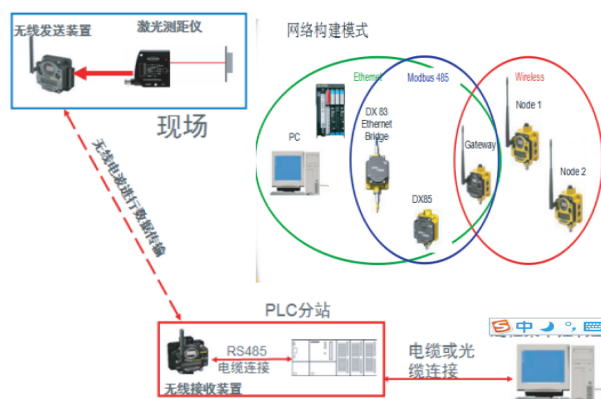 无线发送装置
激光测距仪
现场
无线电波进行数据传输
网络构建模式
Ethernet
Modbus 485
Wireless
PC
DX 83
Ethernet
Bridge
DX85
Gateway
Node 1
Node 2
PLC分站
RS485
电缆连接
无线接收装置
电缆或光
缆连接
中